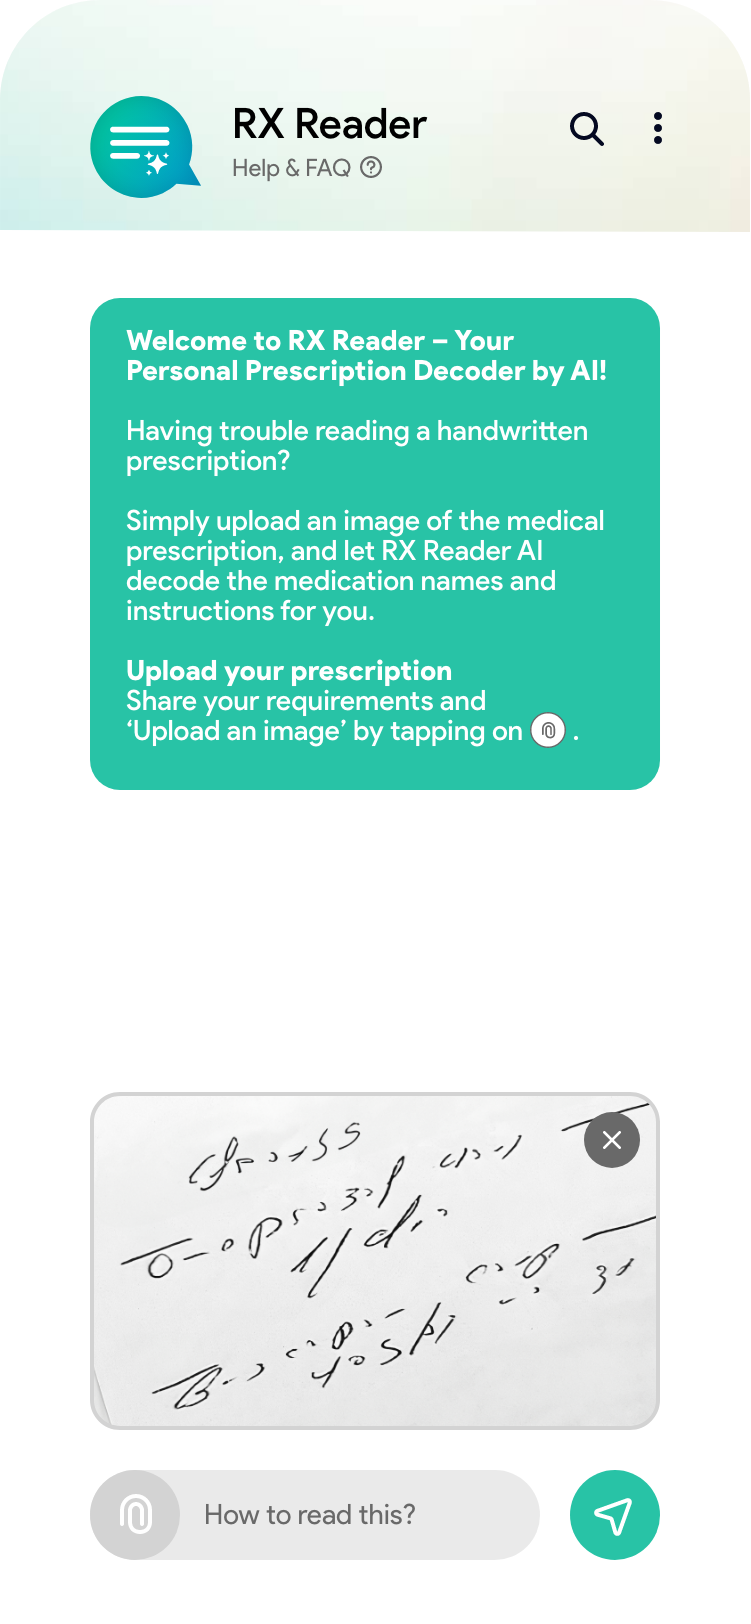 RX Reader
Help & FAQ
Welcome to RX Reader – Your
Personal Prescription Decoder by AI!
Having trouble reading a handwritten
prescription?
Simply upload an image of the medical
prescription, and let RX Reader AI
decode the medication names and
instructions for you.
Upload your prescription
Share your requirements and
‘Upload an image’ by tapping on .
How to read this?